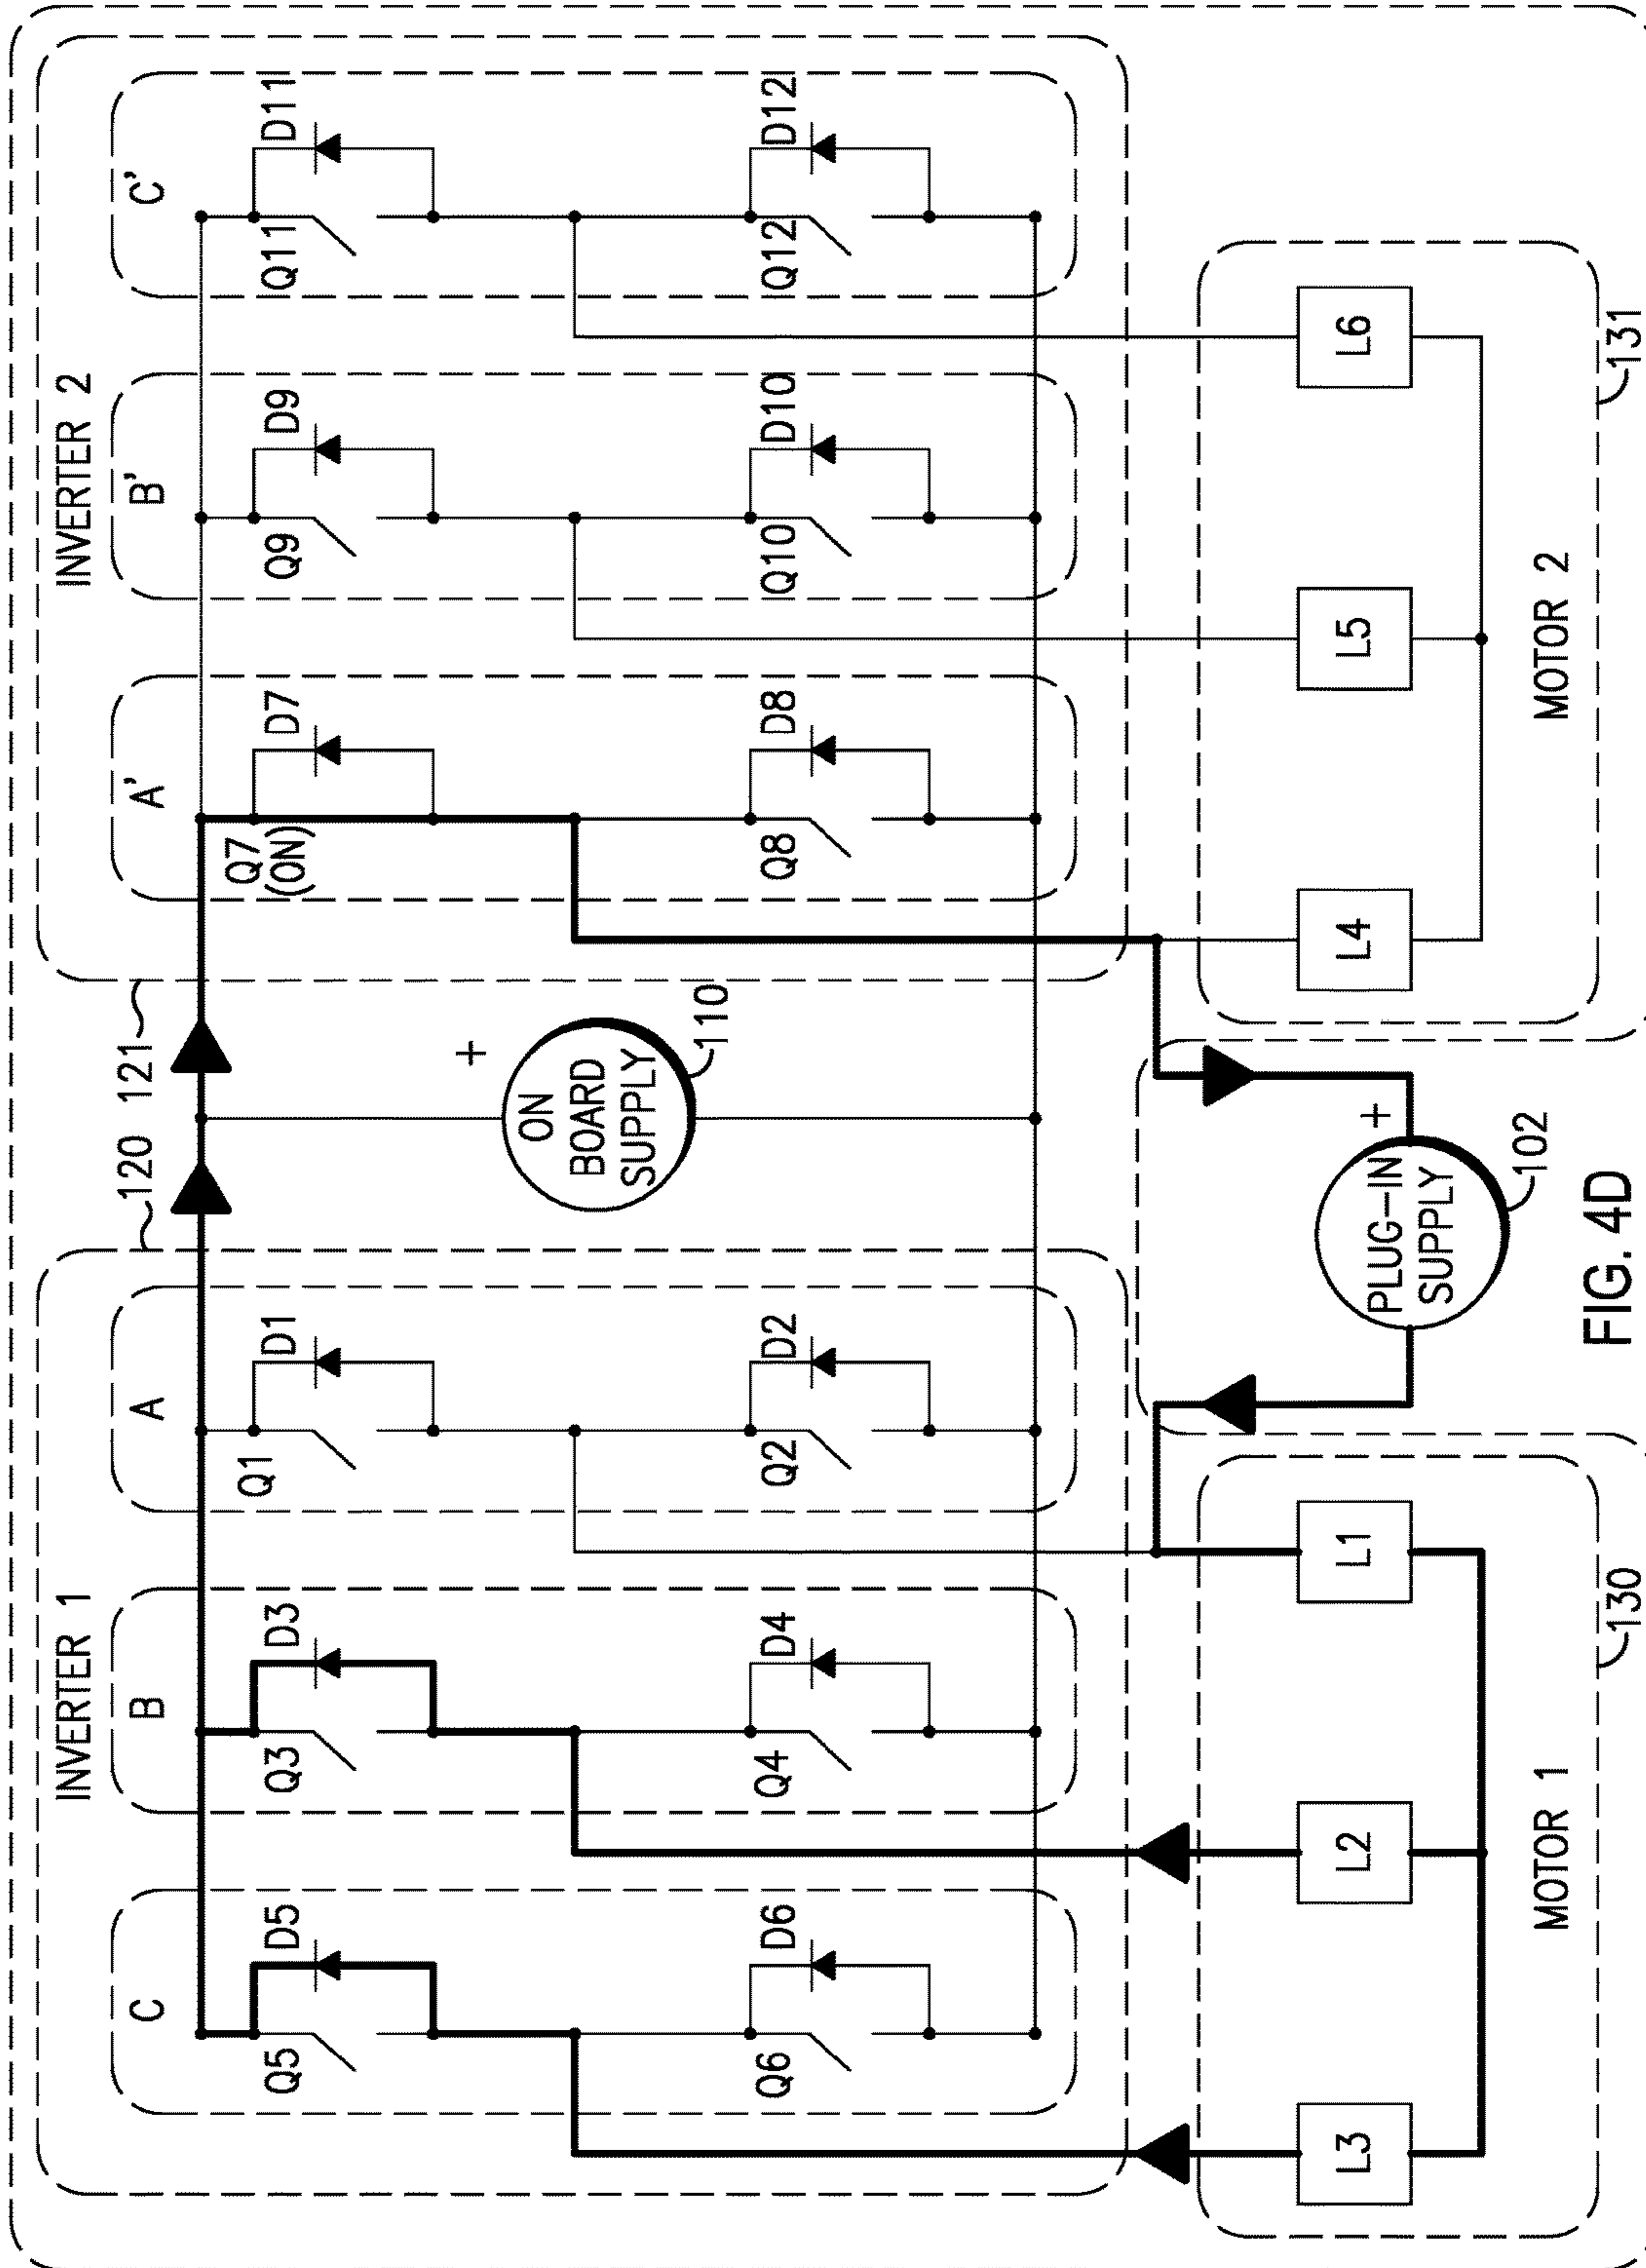 INVERTER 1
INVERTER 2
120
121
C
B
A
A'
B'
C'
Q5
D5
Q3
D3
Q1
D1
Q7
(ON)
D7
Q9
D9
Q11
D11
+
ON
BOARD
SUPPLY
110
Q6
D6
Q4
D4
Q2
D2
Q8
D8
Q10
D10
Q12
D12
L3
L2
L1
+
PLUG-IN
SUPPLY
102
L4
L5
L6
MOTOR 1
MOTOR 2
130
131
FIG. 4D